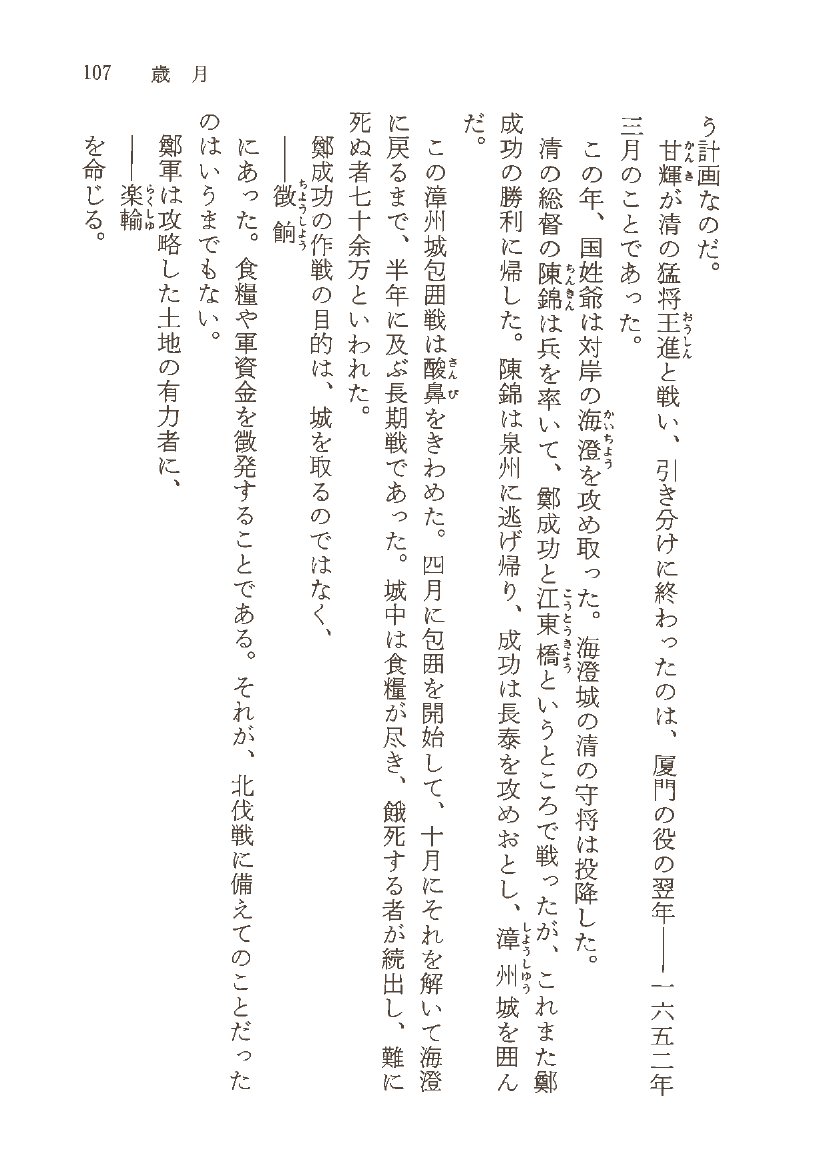 107　歳　月
う計画なのだ。
甘輝が清の猛将王進と戦い、引き分けに終わったのは、厦門の役の翌年――一六五二年
三月のことであった。
この年、国姓爺は対岸の海澄を攻め取った。海澄城の清の守将は投降した。
清の総督の陳錦は兵を率いて、鄭成功と江東橋というところで戦ったが、これまた鄭
成功の勝利に帰した。陳錦は泉州に逃げ帰り、成功は長泰を攻めおとし、漳州城を囲ん
だ。
この漳州城包囲戦は酸鼻をきわめた。四月に包囲を開始して、十月にそれを解いて海澄
に戻るまで、半年に及ぶ長期戦であった。城中は食糧が尽き、餓死する者が続出し、難に
死ぬ者七十余万といわれた。
鄭成功の作戦の目的は、城を取るのではなく、
――徴餉
にあった。食糧や軍資金を徴発することである。それが、北伐戦に備えてのことだった
のはいうまでもない。
鄭軍は攻略した土地の有力者に、
――楽輸
を命じる。